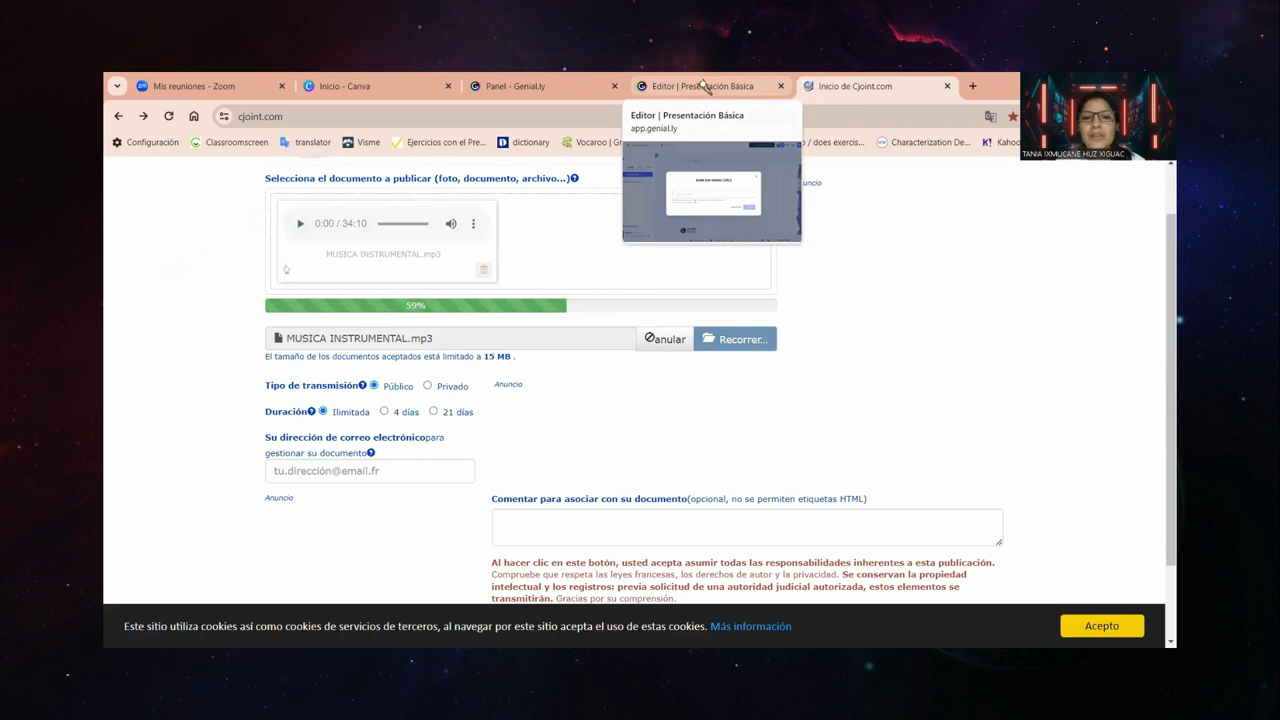 Mis reuniones - Zoom
Inicio - Canva
Panel - Genial.ly
Editor | Presentación Básica
Inicio de Cjoint.com
cjoint.com
Configuración
Classroomscreen
translator
Visme
Ejercicios con el Pre...
dictionary
Vocaroo | Gr
/ does exercis...
Characterization De...
Kahoo
Editor | Presentación Básica
app.genial.ly
TANIA IXMUCANE HUZ XIGUAC
Selecciona el documento a publicar (foto, documento, archivo...)
uncio
0:00 / 34:10
MUSICA INSTRUMENTAL.mp3
59%
MUSICA INSTRUMENTAL.mp3
anular
Recorrer...
El tamaño de los documentos aceptados está limitado a 15 MB .
Tipo de transmisión Público Privado
Anuncio
Duración Ilimitada 4 días 21 días
Su dirección de correo electrónicopara
gestionar su documento
tu.dirección@email.fr
Anuncio
Comentar para asociar con su documento(opcional, no se permiten etiquetas HTML)
Al hacer clic en este botón, usted acepta asumir todas las responsabilidades inherentes a esta publicación.
Compruebe que respeta las leyes francesas, los derechos de autor y la privacidad. Se conservan la propiedad
intelectual y los registros: previa solicitud de una autoridad judicial autorizada, estos elementos se
transmitirán. Gracias por su comprensión.
Este sitio utiliza cookies así como cookies de servicios de terceros, al navegar por este sitio acepta el uso de estas cookies. Más información
Acepto